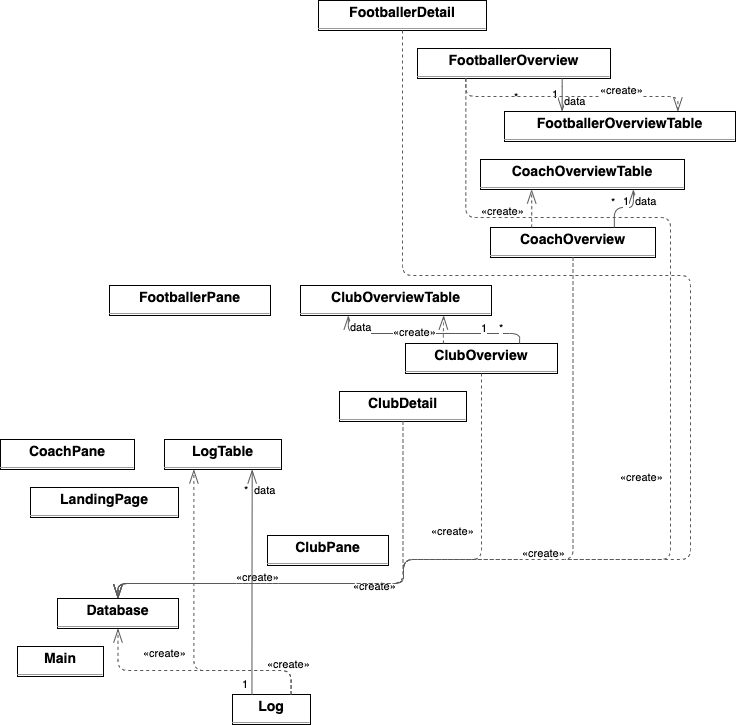 FootballerDetail
FootballerOverview
* 1 «create»
data
FootballerOverviewTable
CoachOverviewTable
«create» * 1 data
CoachOverview
FootballerPane
ClubOverviewTable
data «create» 1 *
ClubOverview
ClubDetail
CoachPane
LogTable
«create»
* data
LandingPage
«create»
ClubPane
«create»
«create»
«create»
Database
«create»
Main
«create»
1
Log